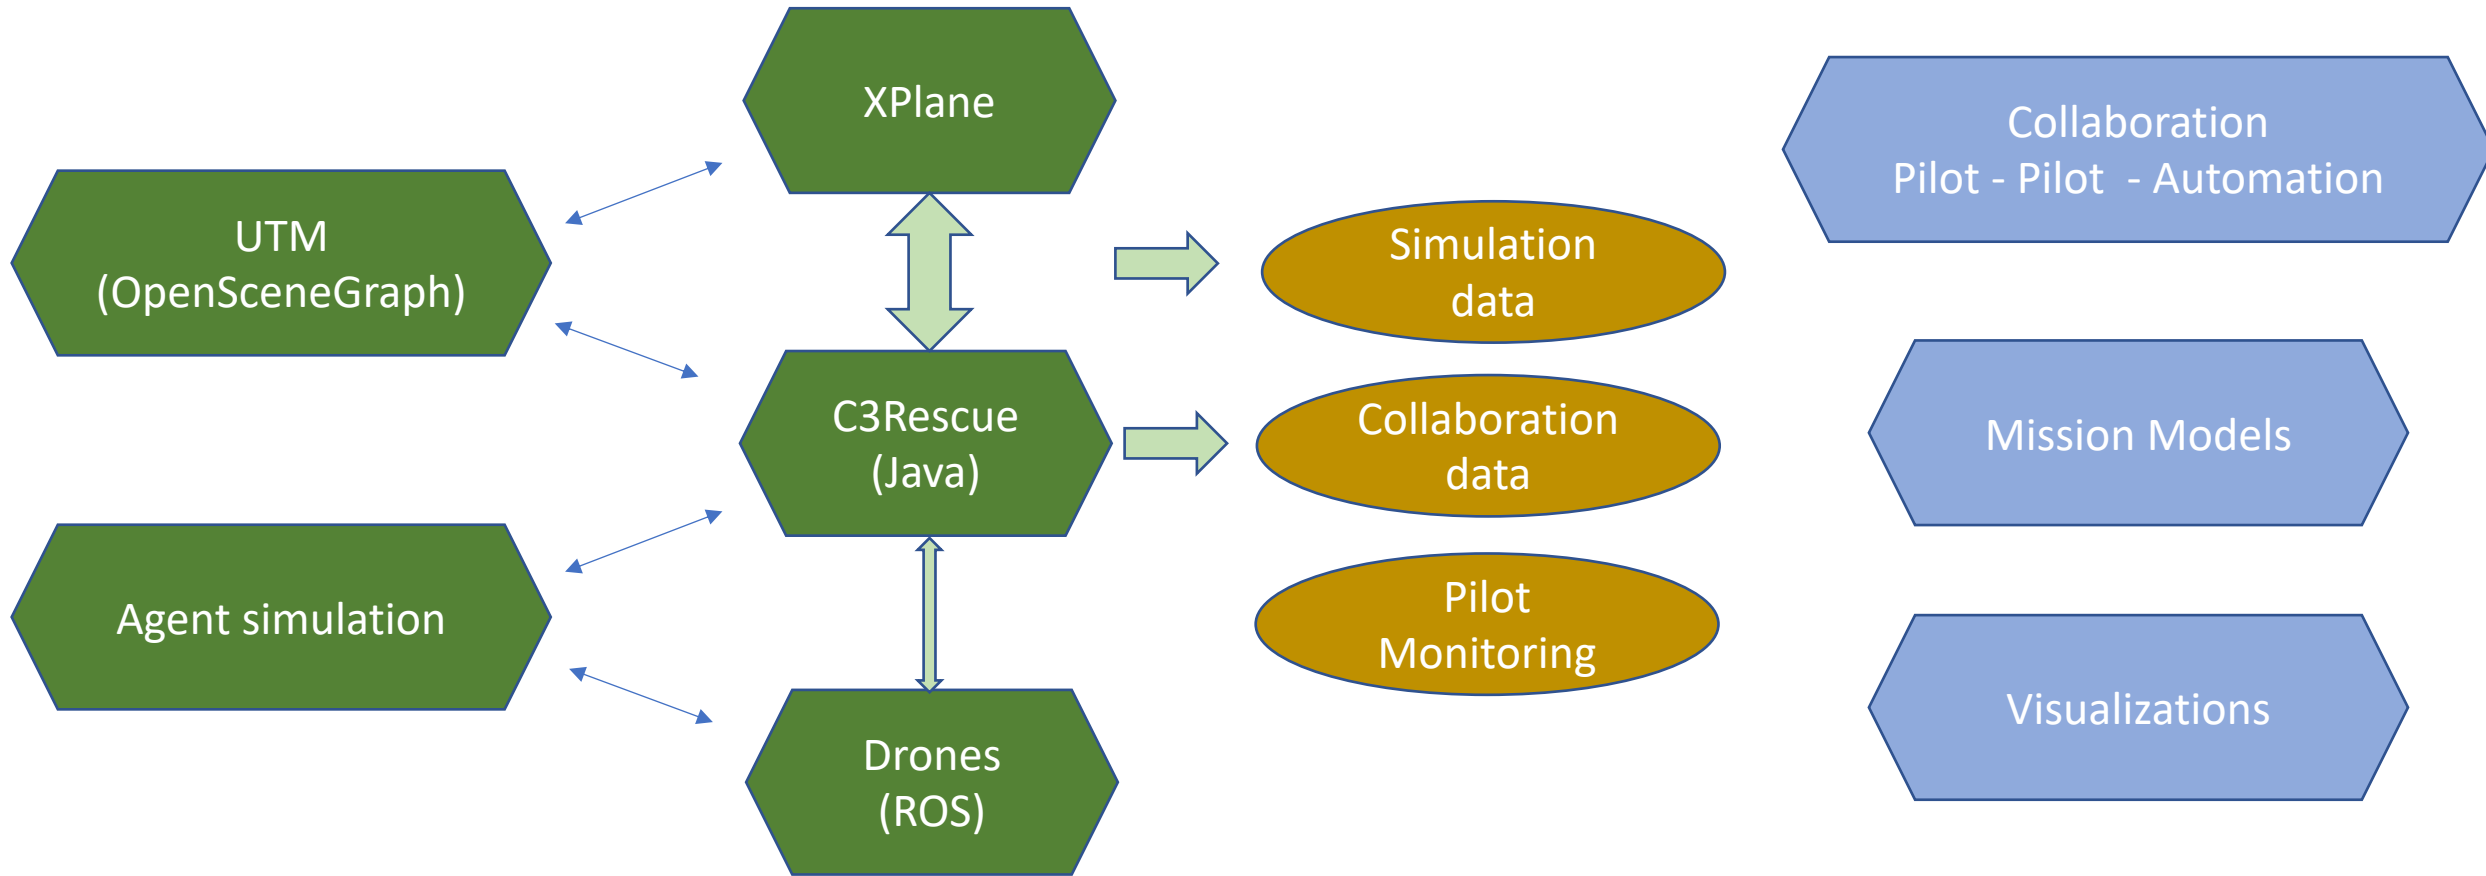 XPlane
UTM
(OpenSceneGraph)
C3Rescue
(Java)
Agent simulation
Drones
(ROS)
Simulation
data
Collaboration
data
Pilot
Monitoring
Collaboration
Pilot - Pilot  - Automation
Mission Models
Visualizations